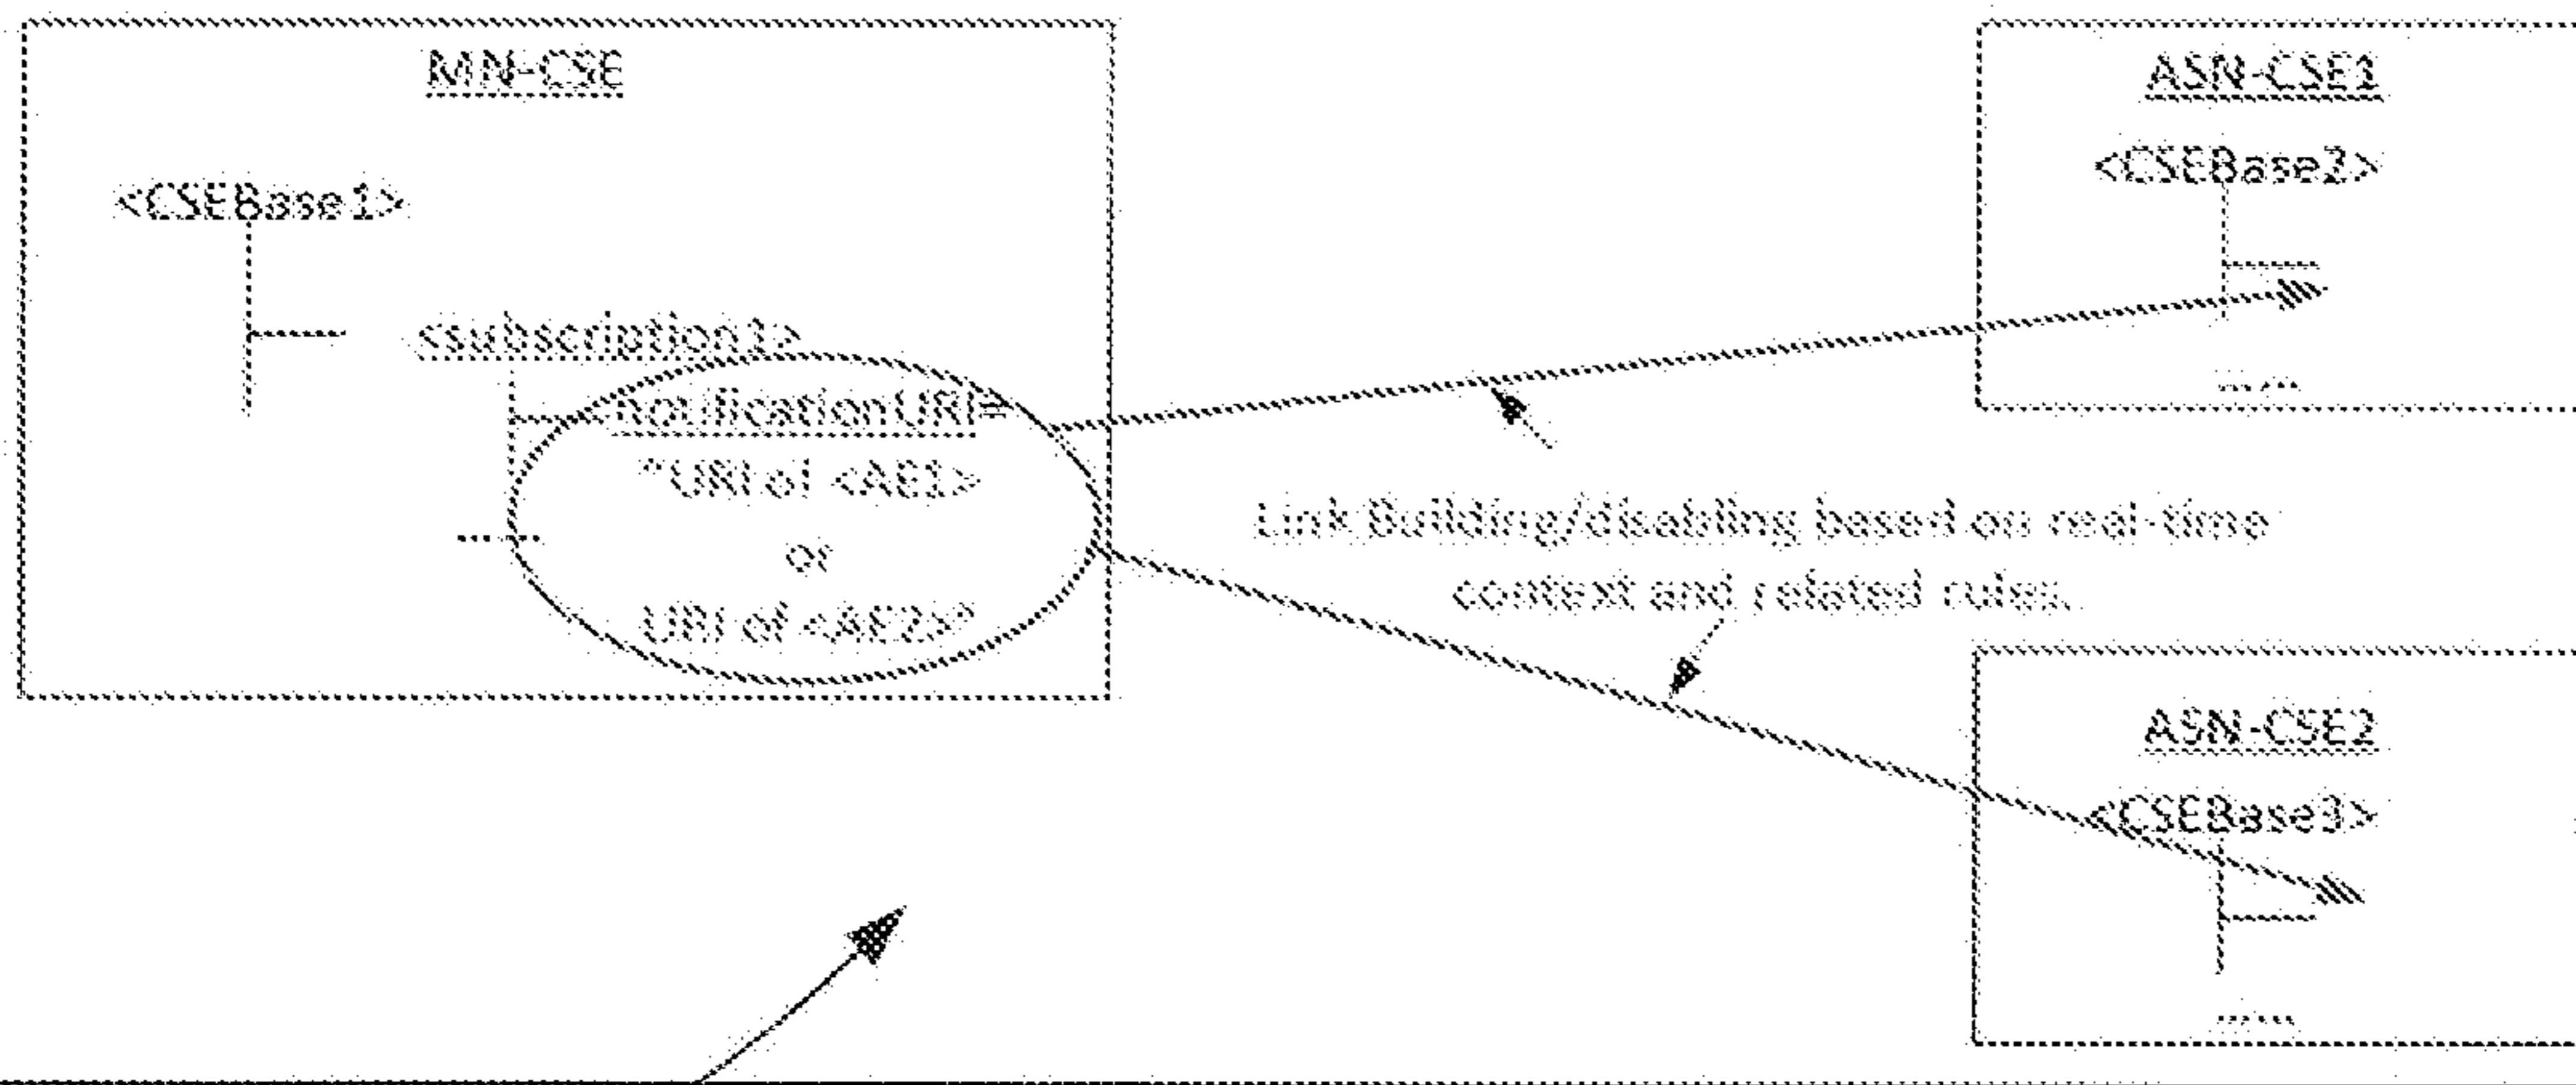 MN-CSE
<CSEBase1>
<subscription1>
notificationURI=
"URI of <AE1>
or
URI of <AE2>"
Link Building/disabling based on real-time
context and related rules.
ASN-CSE1
<CSEBase2>
.....
ASN-CSE2
<CSEBase3>
.....